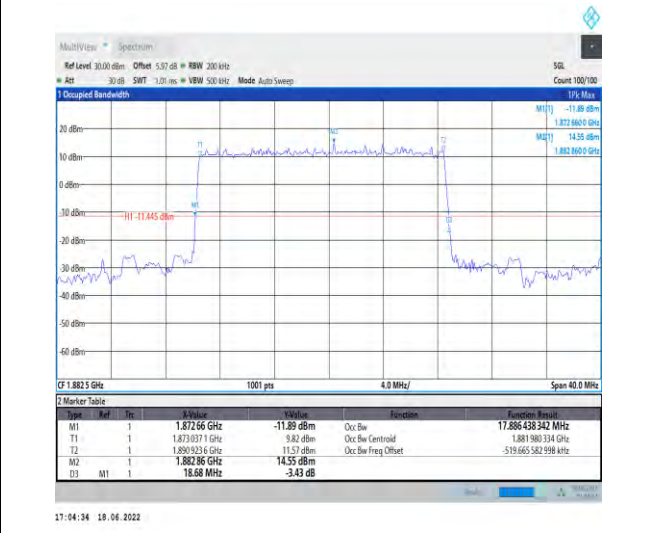 MultiView Spectrum
Ref Level 30.00 dBm Offset 5.97 dB RBW 200 kHz SGL
Att 30 dB SWT 1.01 ms VBW 500 kHz Mode Auto Sweep Count 100/100
1 Occupied Bandwidth 1Pk Max
M1[1] -11.89 dBm
1.872 660 0 GHz
20 dBm M2[1] 14.55 dBm
1.882 860 0 GHz
M2
T1
10 dBm
0 dBm
M1
-10 dBm
H1 -11.445 dBm
D3
-20 dBm
-30 dBm
-40 dBm
-50 dBm
-60 dBm
CF 1.882 5 GHz 1001 pts 4.0 MHz/ Span 40.0 MHz
2 Marker Table
Type Ref Trc X-Value Y-Value Function Function Result
M1 1 1.872 66 GHz -11.89 dBm Occ Bw 17.886 438 342 MHz
T1 1 1.873 037 1 GHz 9.82 dBm Occ Bw Centroid 1.881 980 334 GHz
T2 1 1.890 923 6 GHz 11.57 dBm Occ Bw Freq Offset -519.665 582 998 kHz
M2 1 1.882 86 GHz 14.55 dBm
D3 M1 1 18.68 MHz -3.43 dB
17:04:34 18.06.2022